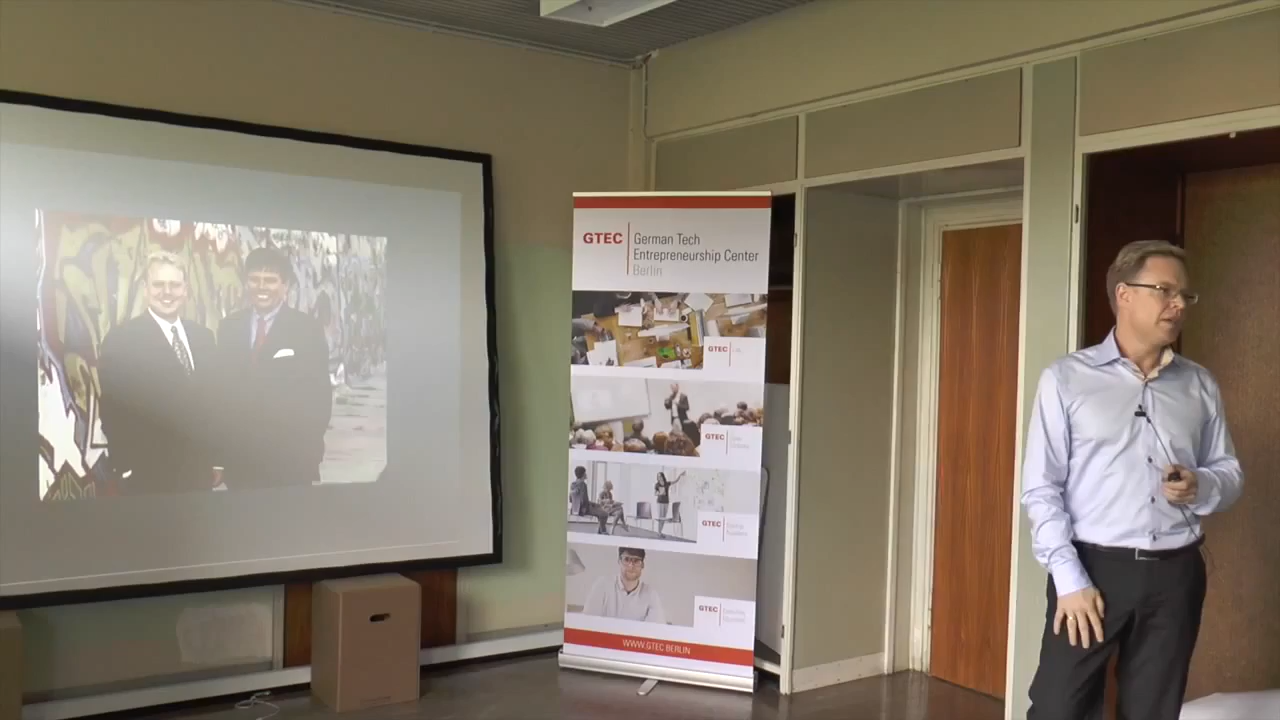 GTEC
German Tech
Entrepreneurship Center
Berlin
GTEC
GTEC
GTEC
GTEC
WWW.GTEC.BERLIN